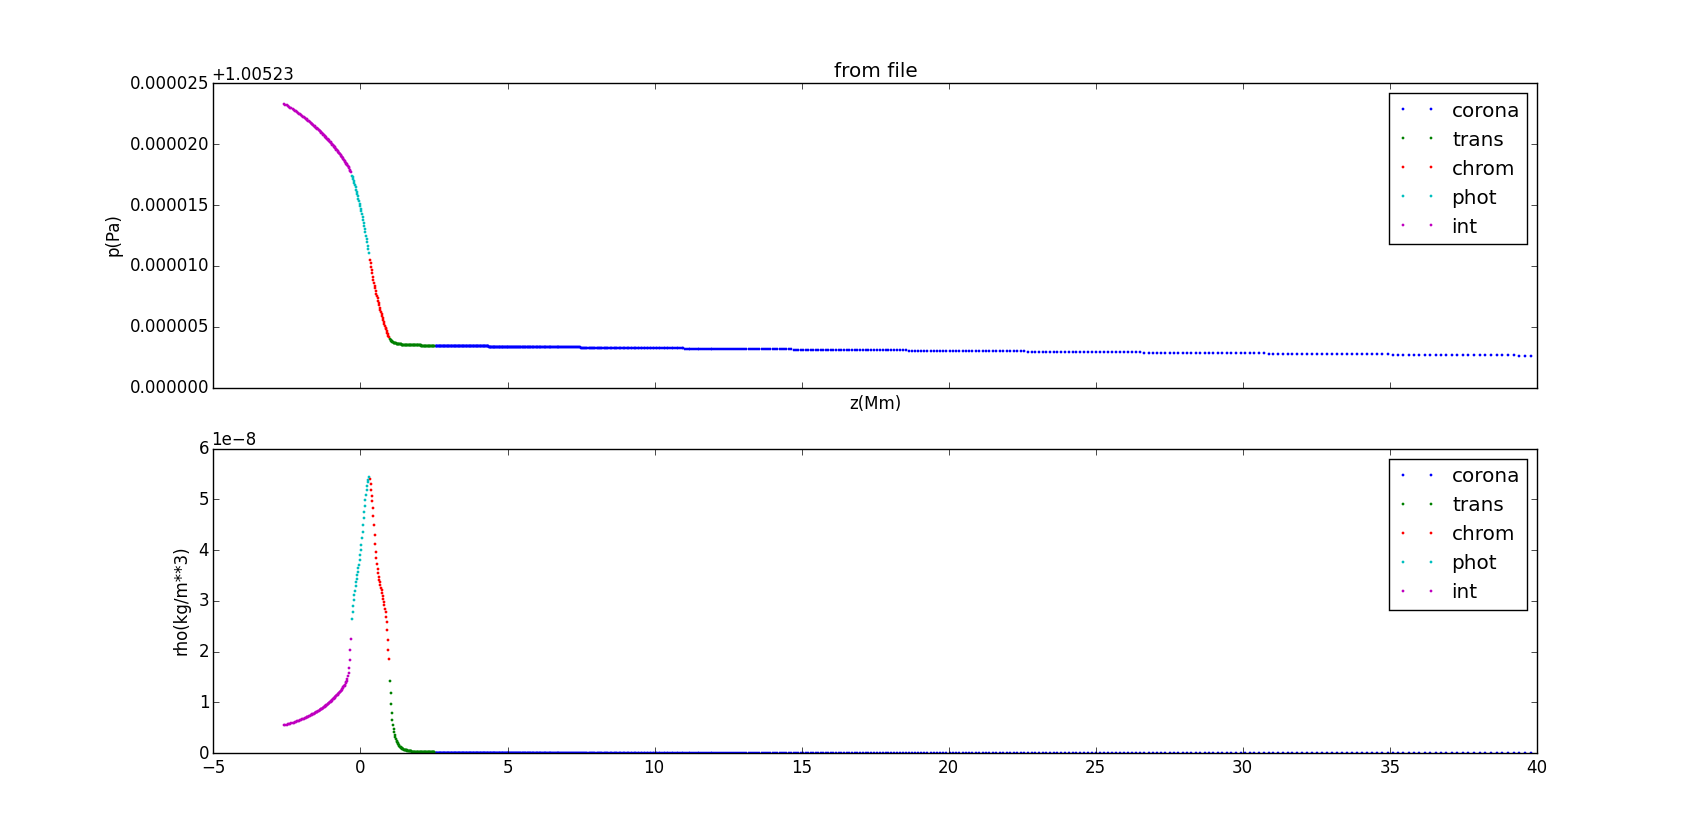 from file
+1.00523
0.000025
0.000020
0.000015
0.000010
0.000005
0.000000
p(Pa)
corona
trans
chrom
phot
int
z(Mm)
1e−8
6
5
4
3
2
1
0
rho(kg/m**3)
corona
trans
chrom
phot
int
−5 0 5 10 15 20 25 30 35 40